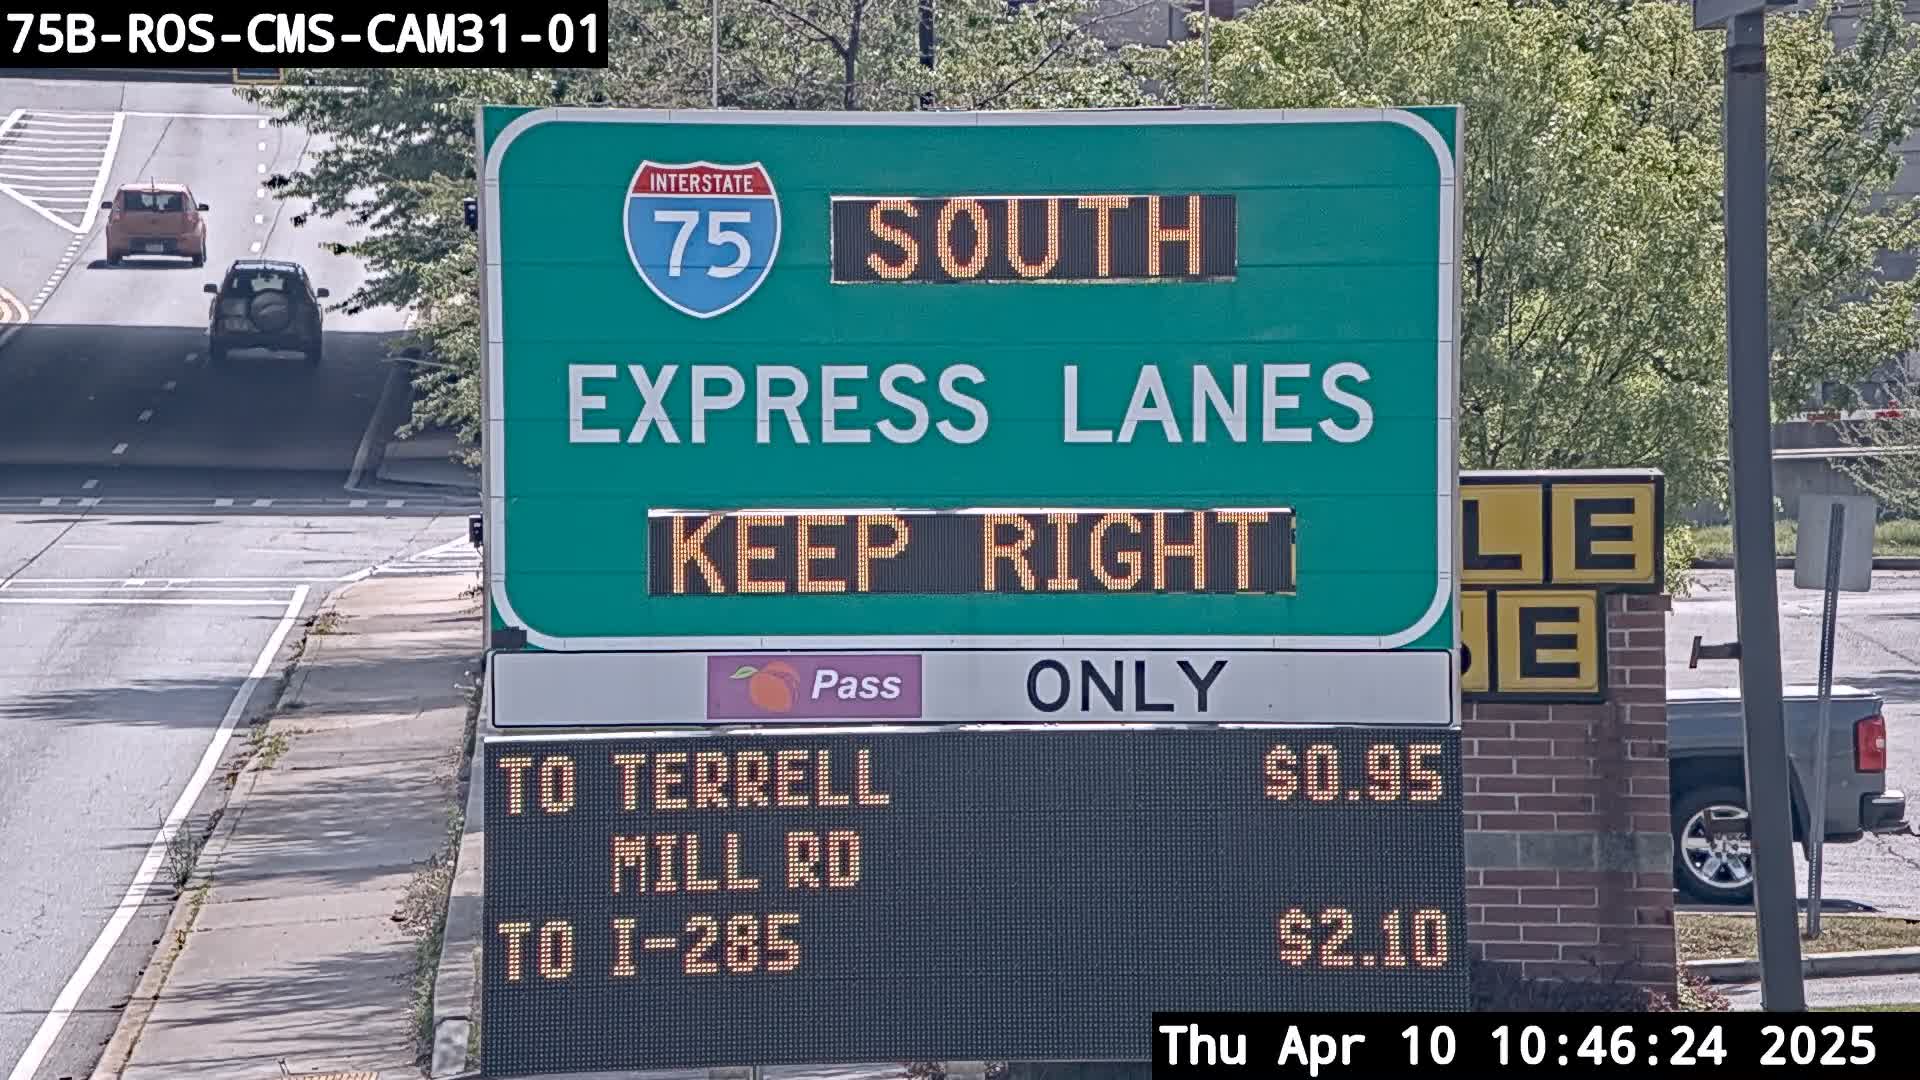 75B-ROS-CMS-CAM31-01
INTERSTATE
75
SOUTH
EXPRESS LANES
KEEP RIGHT
LE
E
Pass ONLY
TO TERRELL $0.95
MILL RD
TO I-285 $2.10
Thu Apr 10 10:46:24 2025